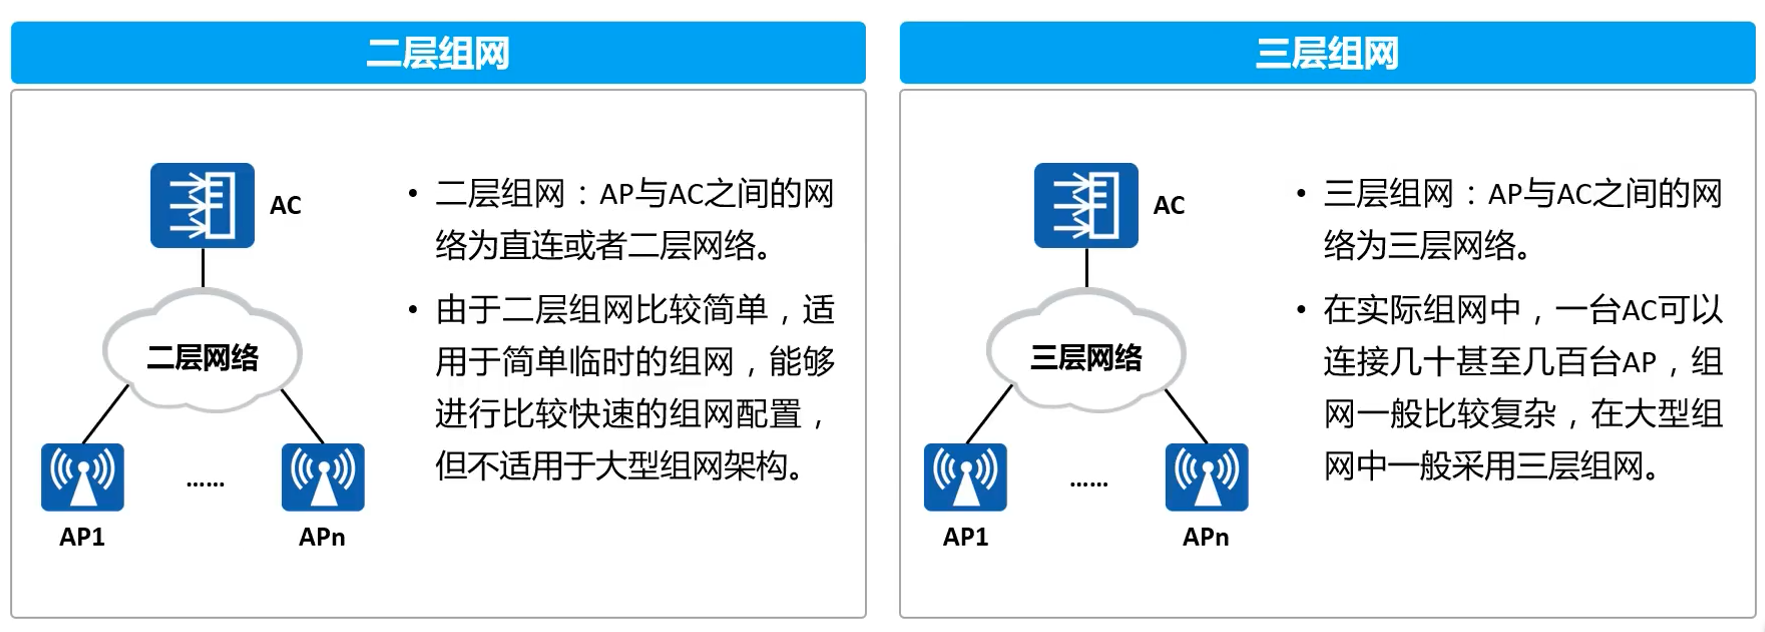 二层组网
AC
二层网络
......
AP1
APn
• 二层组网：AP与AC之间的网
络为直连或者二层网络。
• 由于二层组网比较简单，适
用于简单临时的组网，能够
进行比较快速的组网配置，
但不适用于大型组网架构。
三层组网
AC
三层网络
......
AP1
APn
• 三层组网：AP与AC之间的网
络为三层网络。
• 在实际组网中，一台AC可以
连接几十甚至几百台AP，组
网一般比较复杂，在大型组
网中一般采用三层组网。